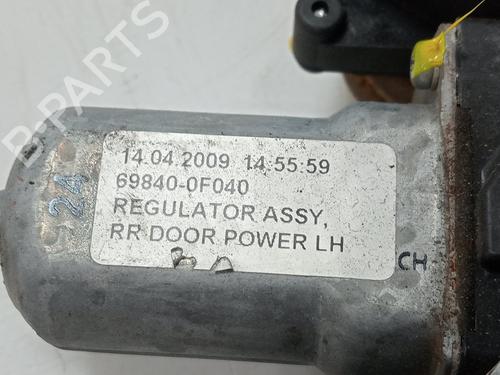 B-PARTS
14.04.2009 14:55:59
69840-0F040
REGULATOR ASSY,
RR DOOR POWER LH
24
CH